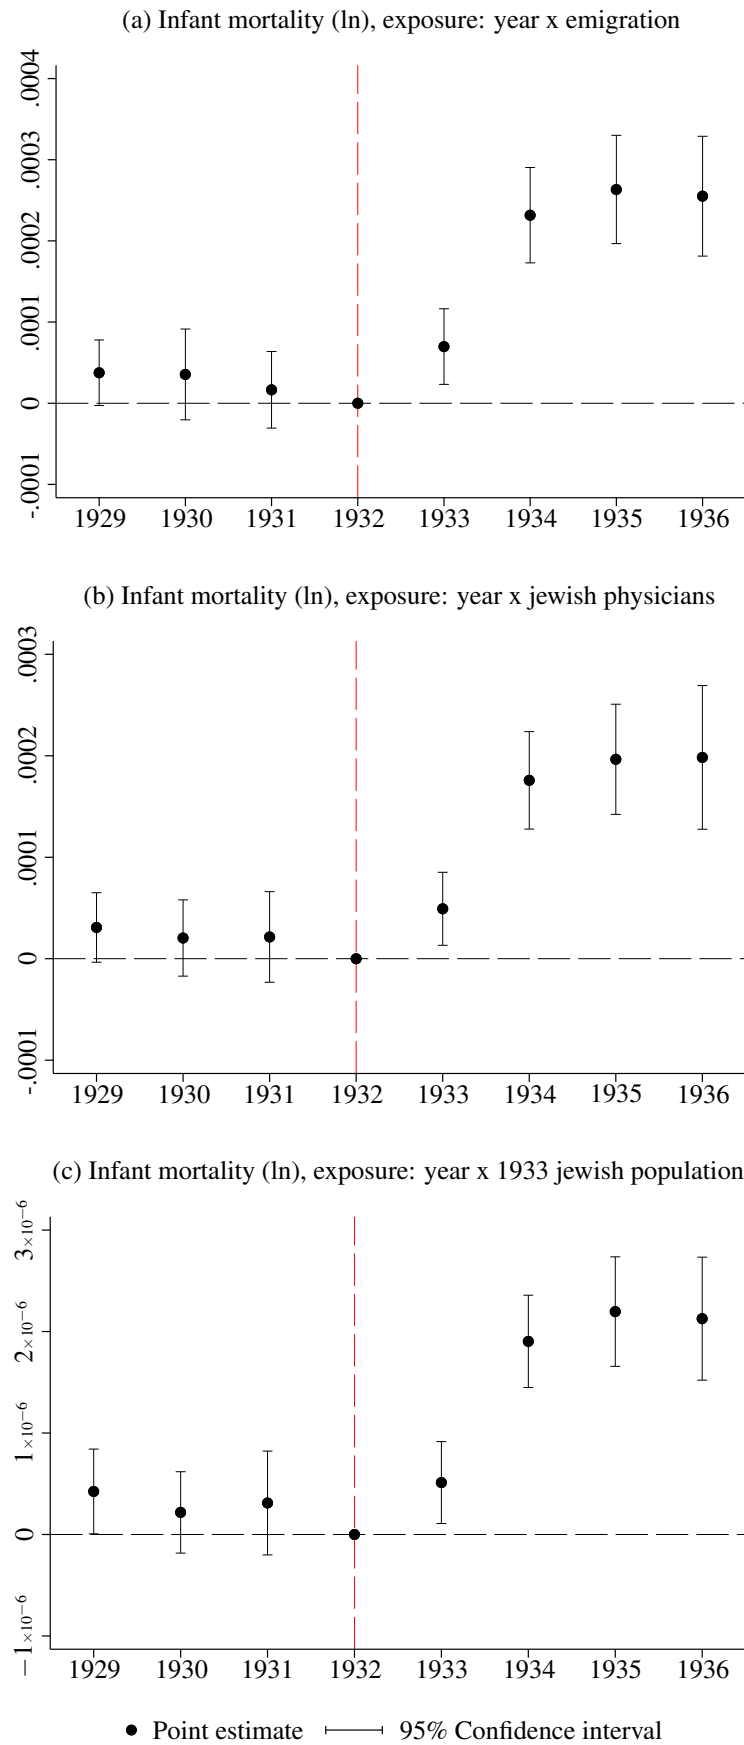 (a) Infant mortality (ln), exposure: year x emigration
.0004
.0003
.0002
.0001
0
-.0001
1929 1930 1931 1932 1933 1934 1935 1936
(b) Infant mortality (ln), exposure: year x jewish physicians
.0003
.0002
.0001
0
-.0001
1929 1930 1931 1932 1933 1934 1935 1936
(c) Infant mortality (ln), exposure: year x 1933 jewish population
3×10⁻⁶
2×10⁻⁶
1×10⁻⁶
0
−1×10⁻⁶
1929 1930 1931 1932 1933 1934 1935 1936
Point estimate 95% Confidence interval